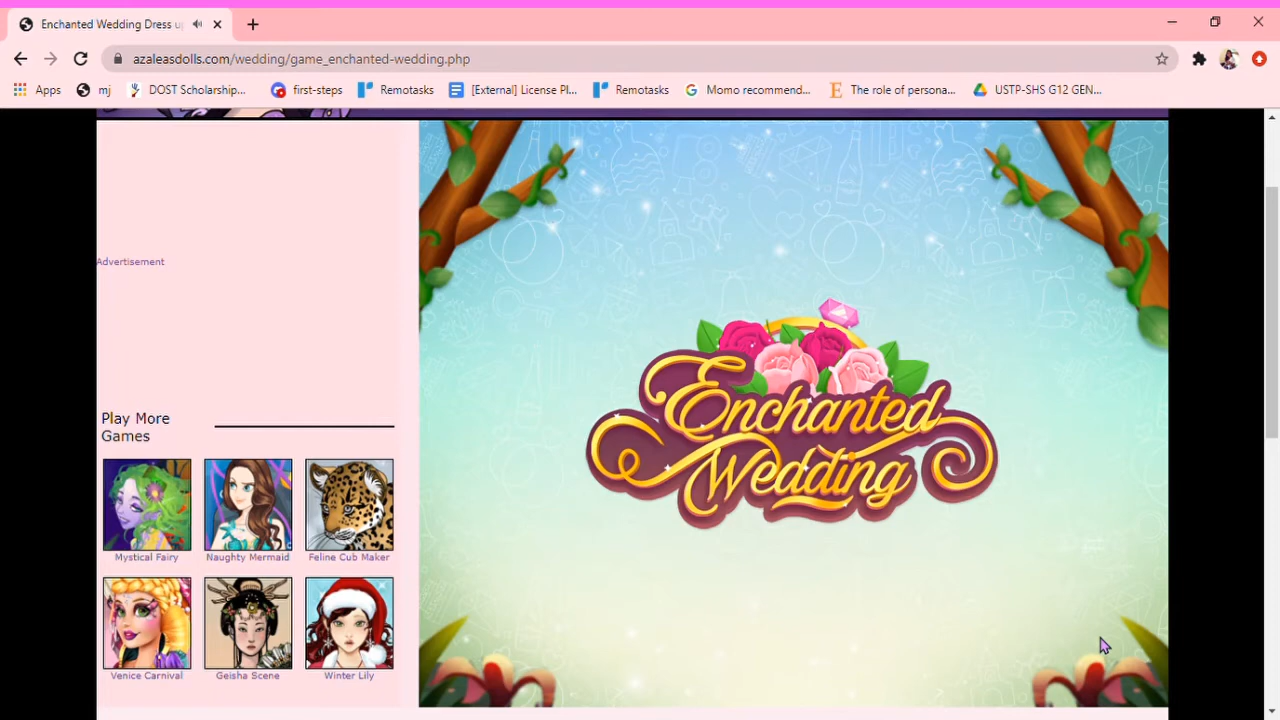 Enchanted Wedding Dress u
azaleasdolls.com/wedding/game_enchanted-wedding.php
Apps mj DOST Scholarship... first-steps Remotasks [External] License Pl... Remotasks Momo recommend... The role of persona... USTP-SHS G12 GEN...
Advertisement
Play More
Games
Mystical Fairy Naughty Mermaid Feline Cub Maker
Venice Carnival Geisha Scene Winter Lily
Enchanted
Wedding